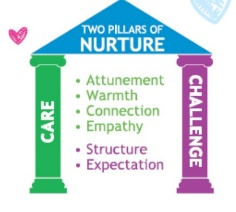 TWO PILLARS OF
NURTURE
CARE
• Attunement
• Warmth
• Connection
• Empathy
• Structure
• Expectation
CHALLENGE